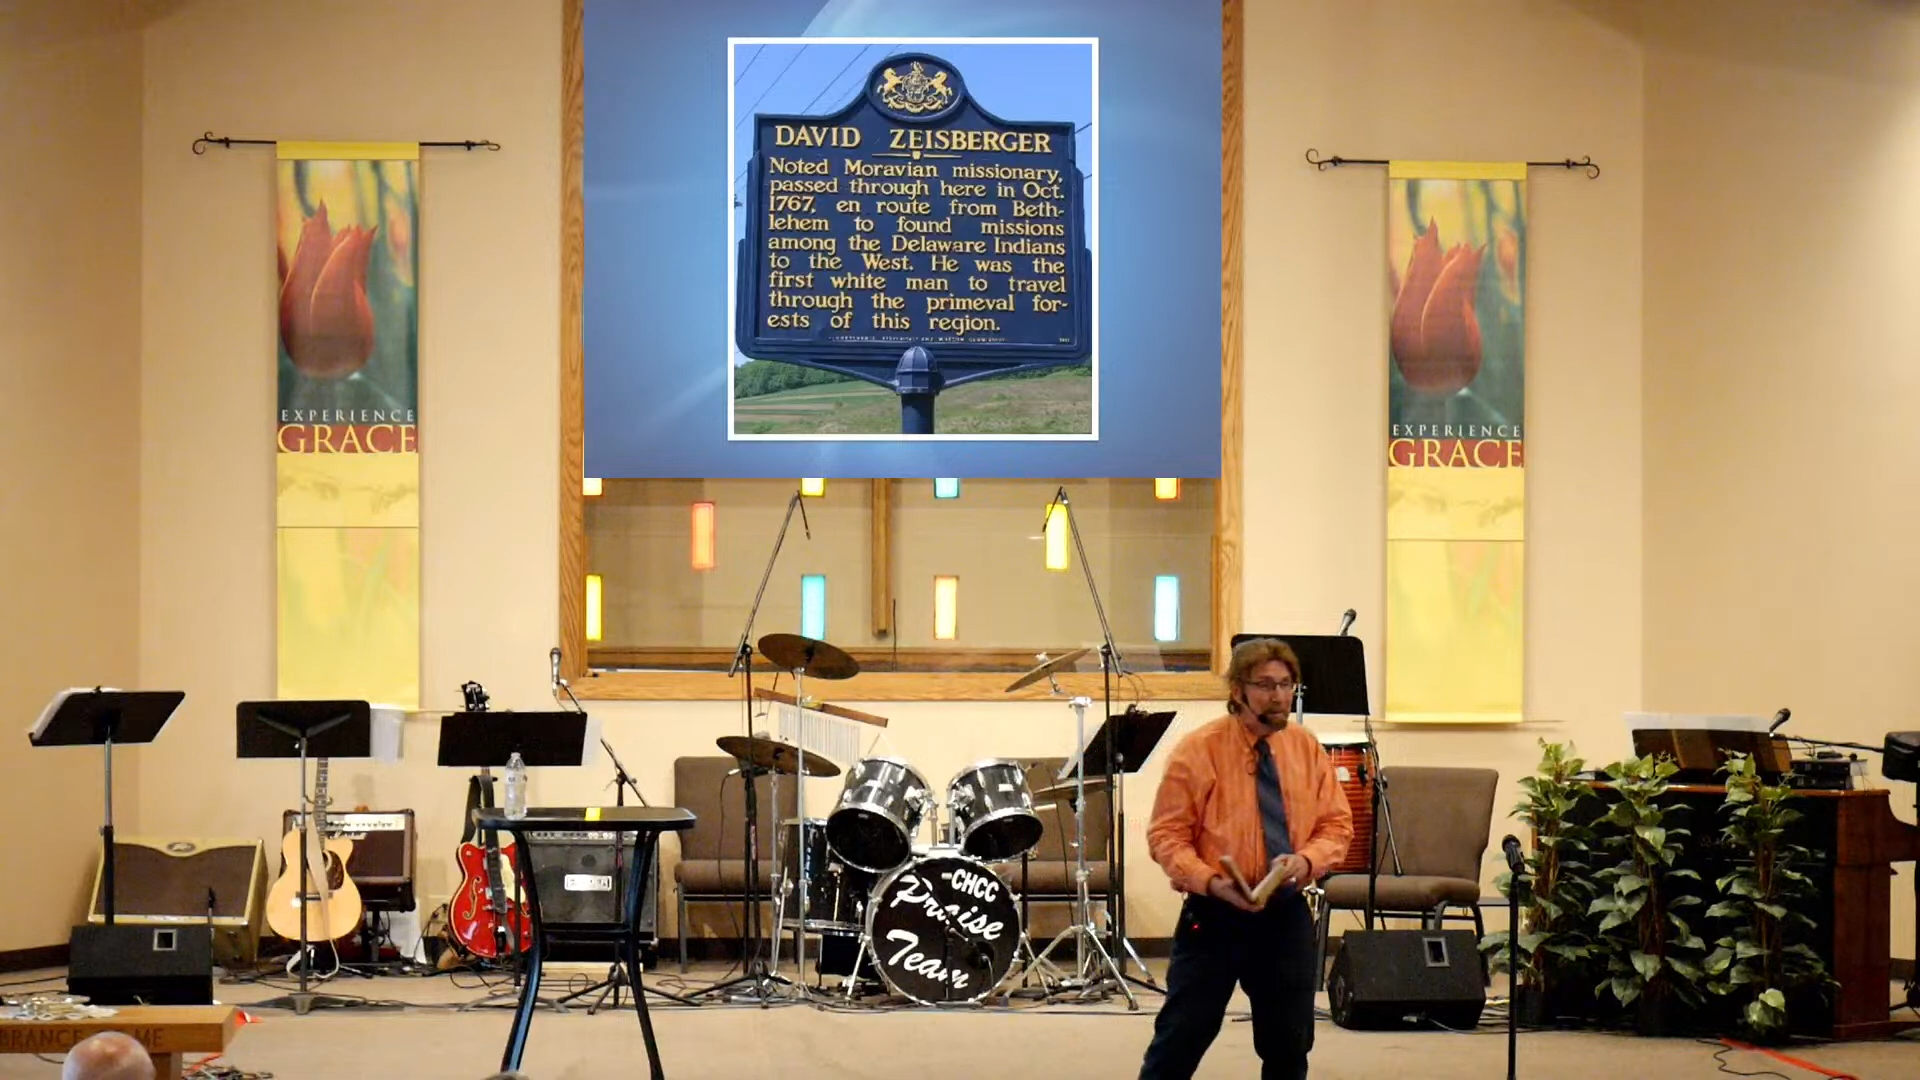 DAVID ZEISBERGER
Noted Moravian missionary,
passed through here in Oct.
1767, en route from Beth-
lehem to found missions
among the Delaware Indians
to the West. He was the
first white man to travel
through the primeval for-
ests of this region.
EXPERIENCE
GRACE
EXPERIENCE
GRACE
CHCC
Praise
Team
BRANCE ME